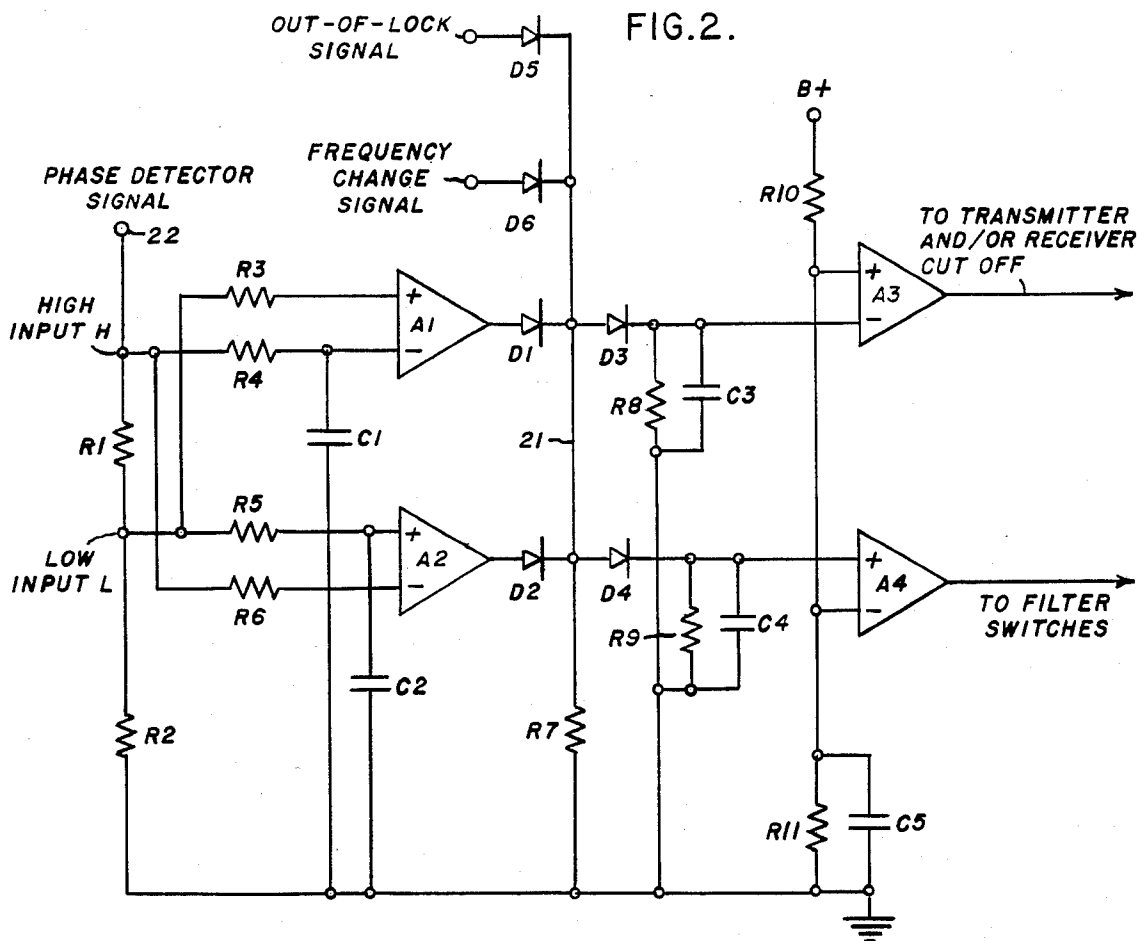 FIG.2.
OUT-OF-LOCK
SIGNAL
D5
B+
FREQUENCY
CHANGE
SIGNAL
D6
PHASE DETECTOR
SIGNAL
22
R10
TO TRANSMITTER
AND/OR RECEIVER
CUT OFF
R3
HIGH
INPUT H
+
A1
-
D1
D3
+
A3
-
R4
R1
C1
21
R8
C3
R5
LOW
INPUT L
+
A2
-
D2
D4
+
A4
-
R6
R9
C4
TO FILTER
SWITCHES
C2
R2
R7
R11
C5